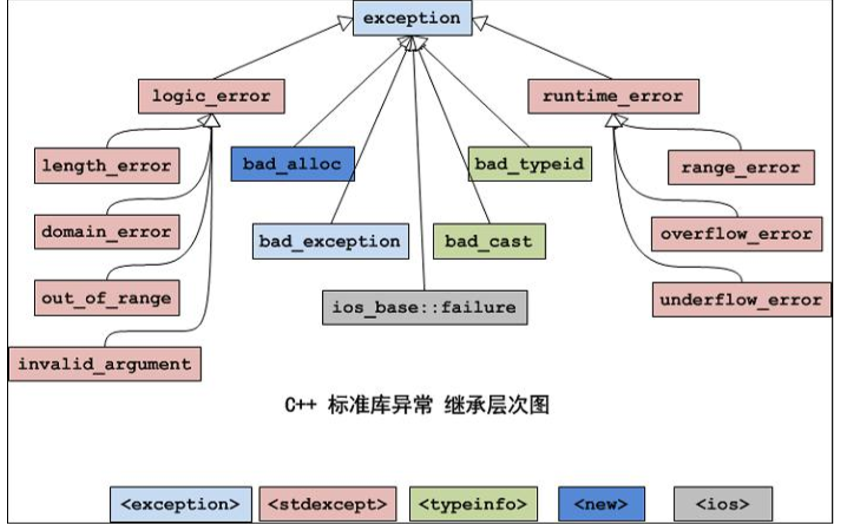 exception
logic_error
runtime_error
length_error
bad_alloc
bad_typeid
range_error
domain_error
bad_exception
bad_cast
overflow_error
out_of_range
ios_base::failure
underflow_error
invalid_argument
C++ 标准库异常 继承层次图
<exception> <stdexcept> <typeinfo> <new> <ios>